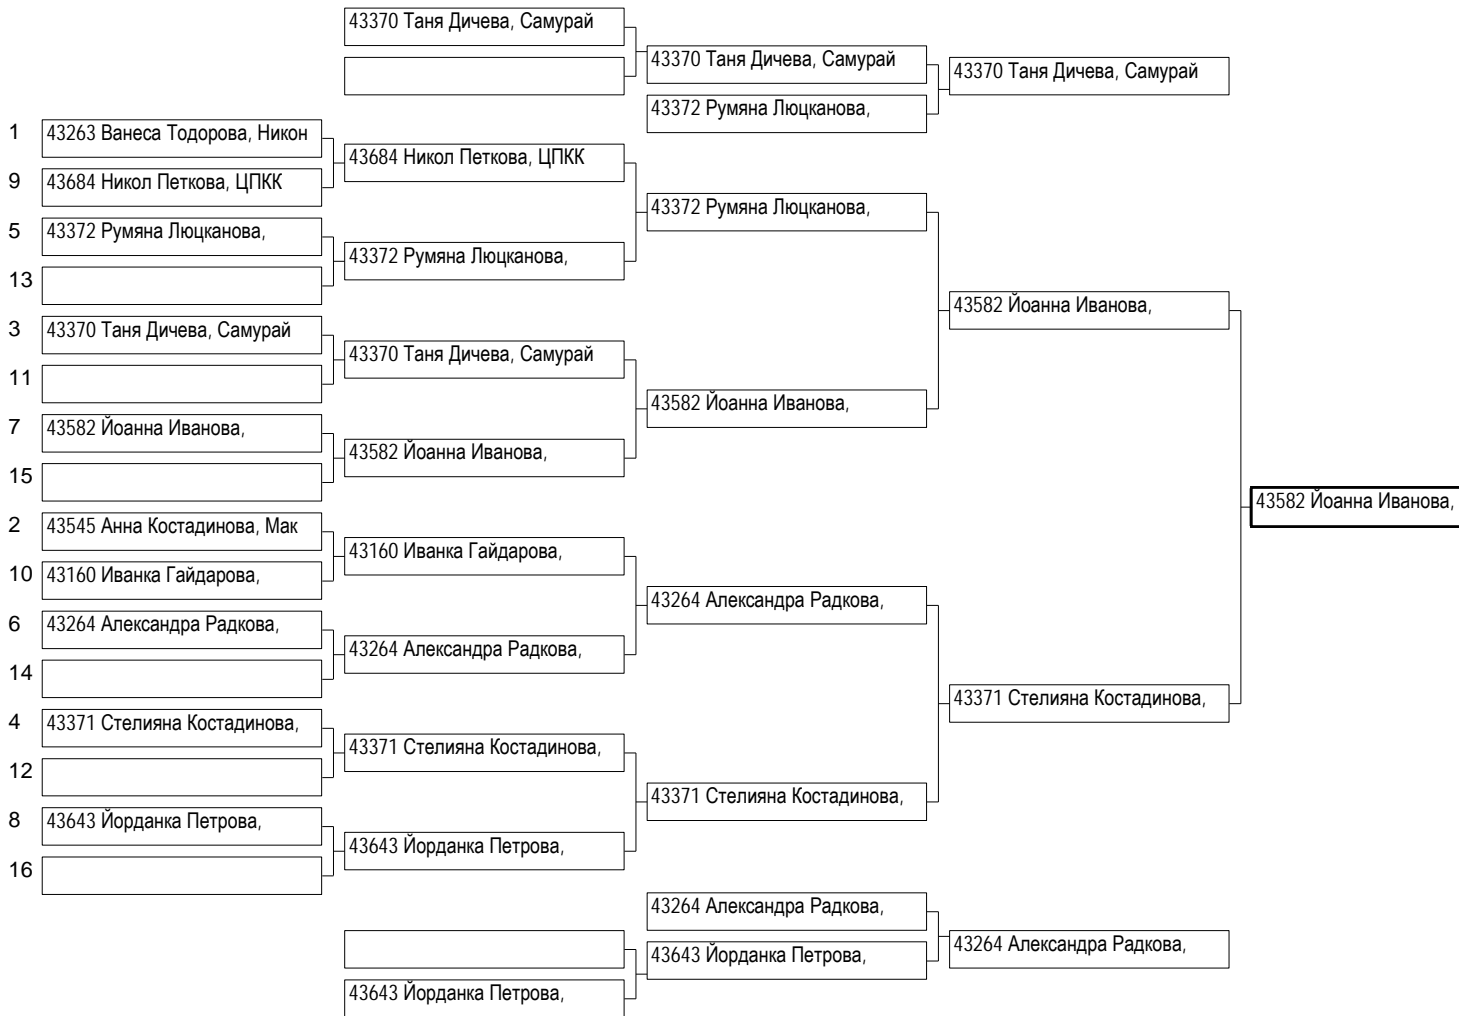 43370 Таня Дичева, Самурай
43370 Таня Дичева, Самурай
43370 Таня Дичева, Самурай
43372 Румяна Люцканова,
1 43263 Ванеса Тодорова, Никон
43684 Никол Петкова, ЦПКК
9 43684 Никол Петкова, ЦПКК
43372 Румяна Люцканова,
5 43372 Румяна Люцканова,
43372 Румяна Люцканова,
13
43582 Йоанна Иванова,
3 43370 Таня Дичева, Самурай
43370 Таня Дичева, Самурай
11
43582 Йоанна Иванова,
7 43582 Йоанна Иванова,
43582 Йоанна Иванова,
15
43582 Йоанна Иванова,
2 43545 Анна Костадинова, Мак
43160 Иванка Гайдарова,
10 43160 Иванка Гайдарова,
43264 Александра Радкова,
6 43264 Александра Радкова,
43264 Александра Радкова,
14
43371 Стелияна Костадинова,
4 43371 Стелияна Костадинова,
43371 Стелияна Костадинова,
12
43371 Стелияна Костадинова,
8 43643 Йорданка Петрова,
43643 Йорданка Петрова,
16
43264 Александра Радкова,
43264 Александра Радкова,
43643 Йорданка Петрова,
43643 Йорданка Петрова,